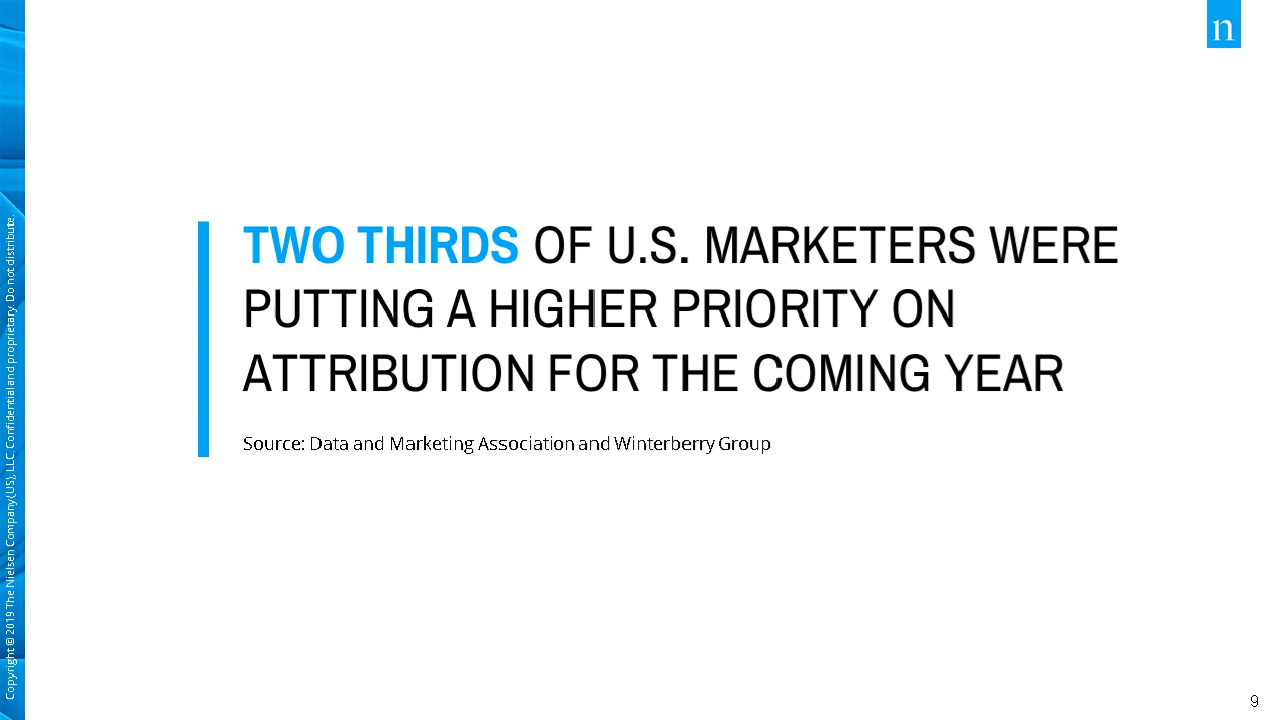 n
TWO THIRDS OF U.S. MARKETERS WERE
PUTTING A HIGHER PRIORITY ON
ATTRIBUTION FOR THE COMING YEAR
Source: Data and Marketing Association and Winterberry Group
Copyright © 2019 The Nielsen Company (US), LLC. Confidential and proprietary. Do not distribute.
9